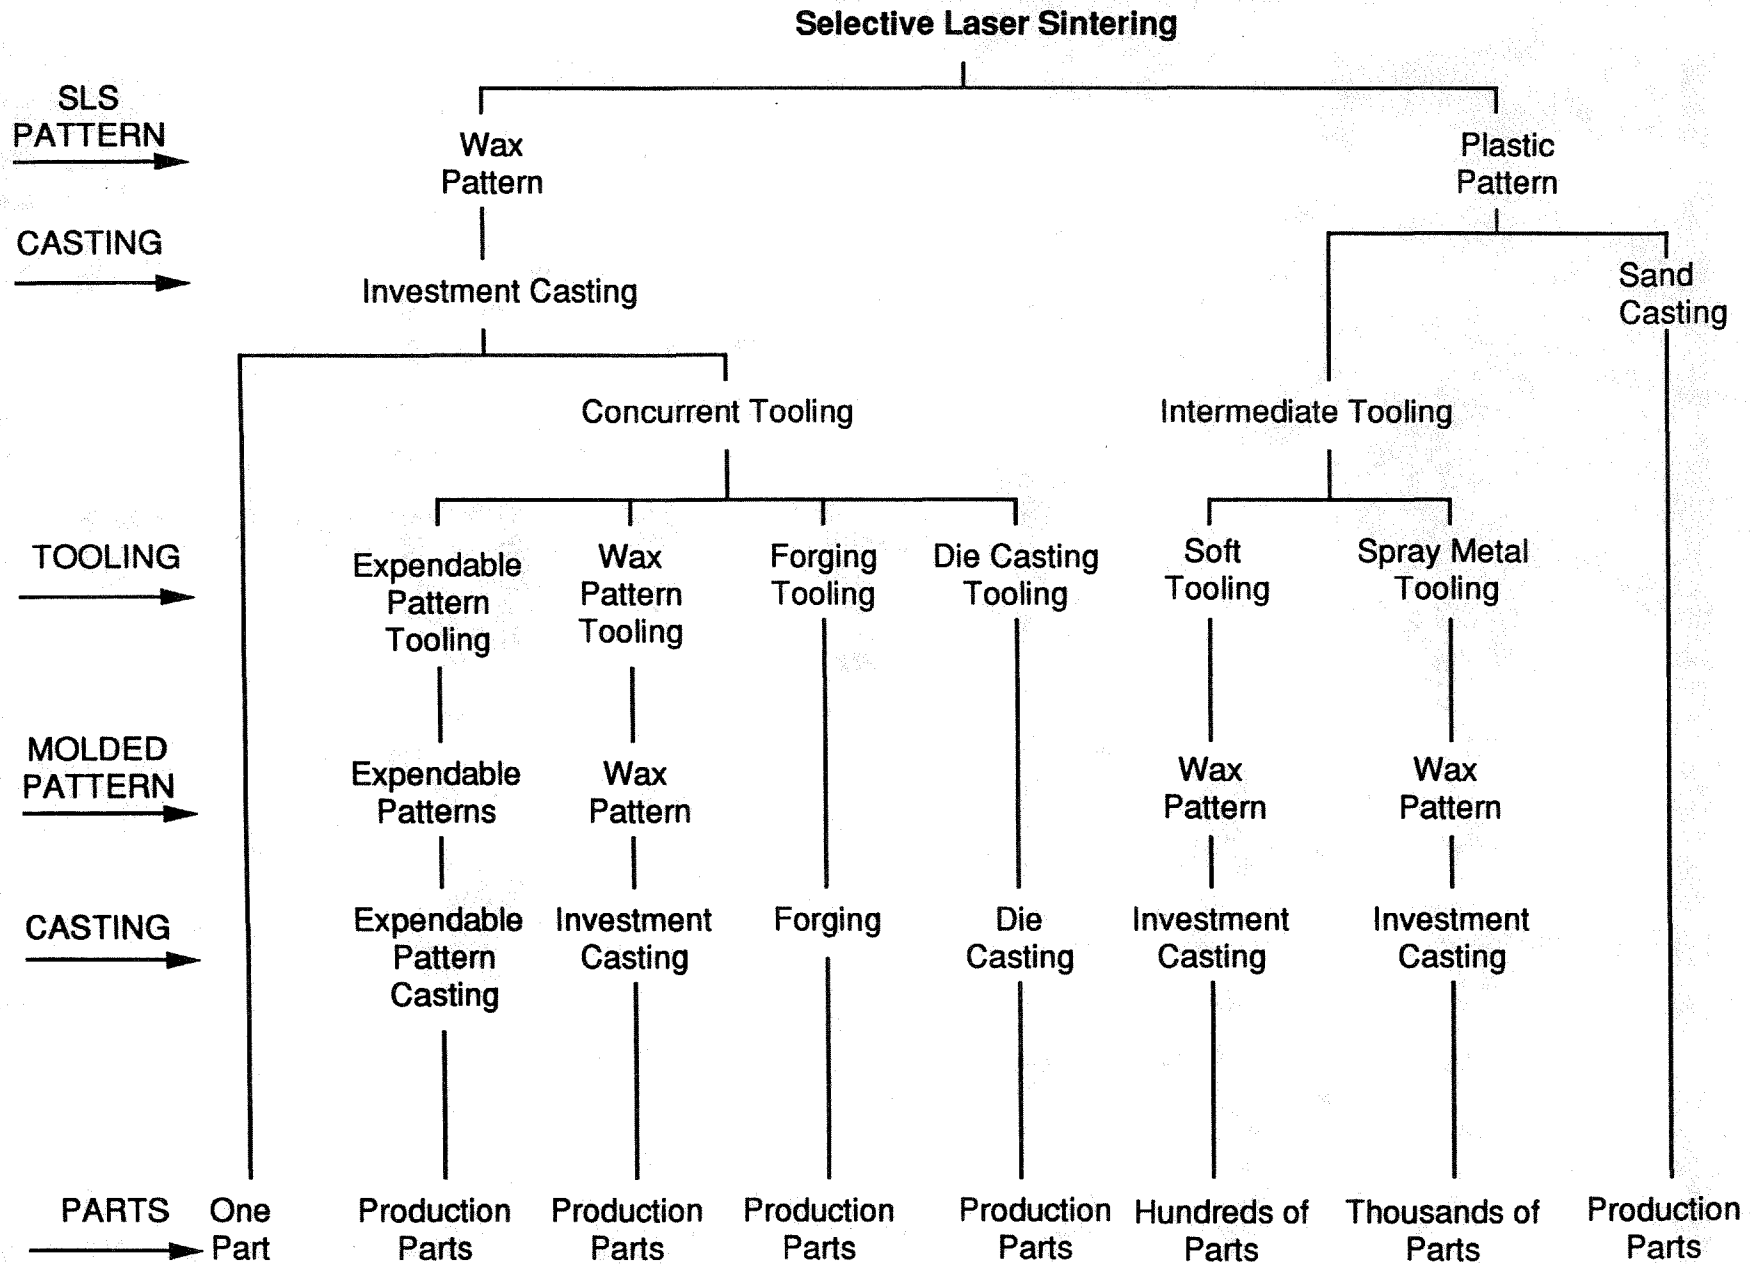 Selective Laser Sintering
SLS
PATTERN
Wax
Pattern
Plastic
Pattern
CASTING
Investment Casting
Sand
Casting
Concurrent Tooling
Intermediate Tooling
TOOLING
Expendable
Pattern
Tooling
Wax
Pattern
Tooling
Forging
Tooling
Die Casting
Tooling
Soft
Tooling
Spray Metal
Tooling
MOLDED
PATTERN
Expendable
Patterns
Wax
Pattern
Wax
Pattern
Wax
Pattern
CASTING
Expendable
Pattern
Casting
Investment
Casting
Forging
Die
Casting
Investment
Casting
Investment
Casting
PARTS
One
Part
Production
Parts
Production
Parts
Production
Parts
Production
Parts
Hundreds of
Parts
Thousands of
Parts
Production
Parts